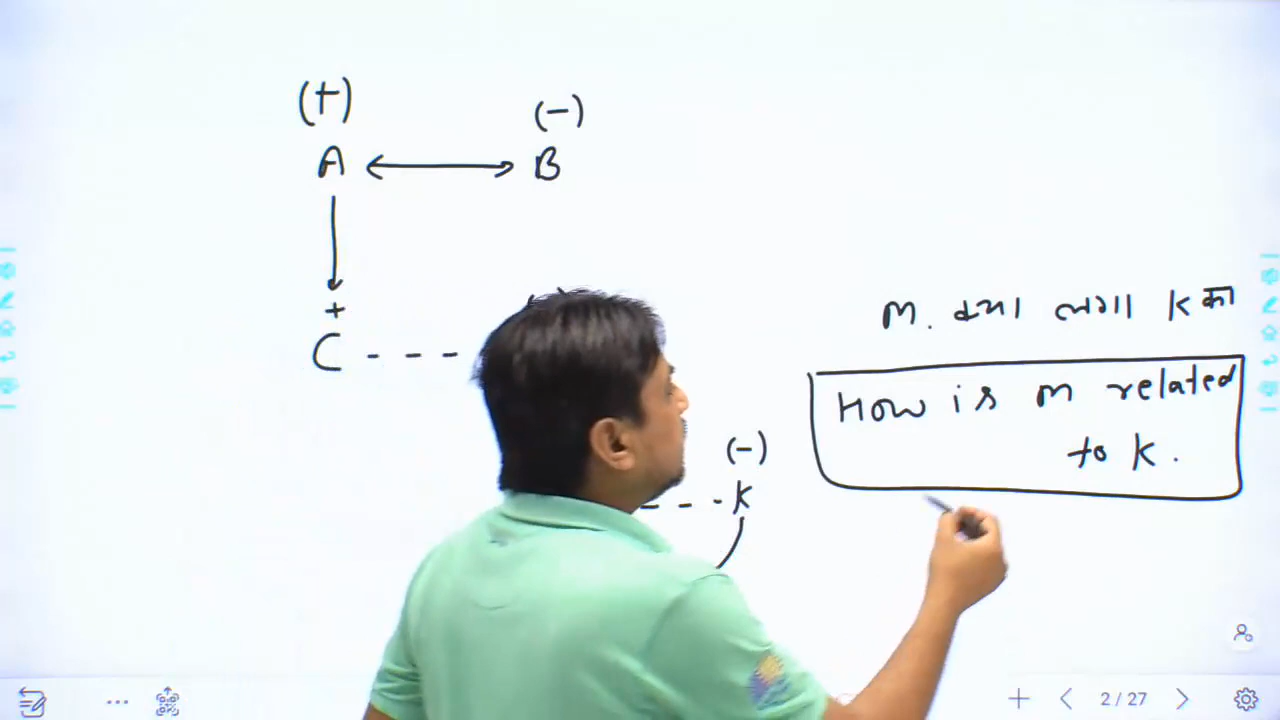 (+)
(-)
A ⟷ B
+
C - - -
M. क्या लगेगा K का
How is m related
to k.
(-)
- - - K
2 / 27